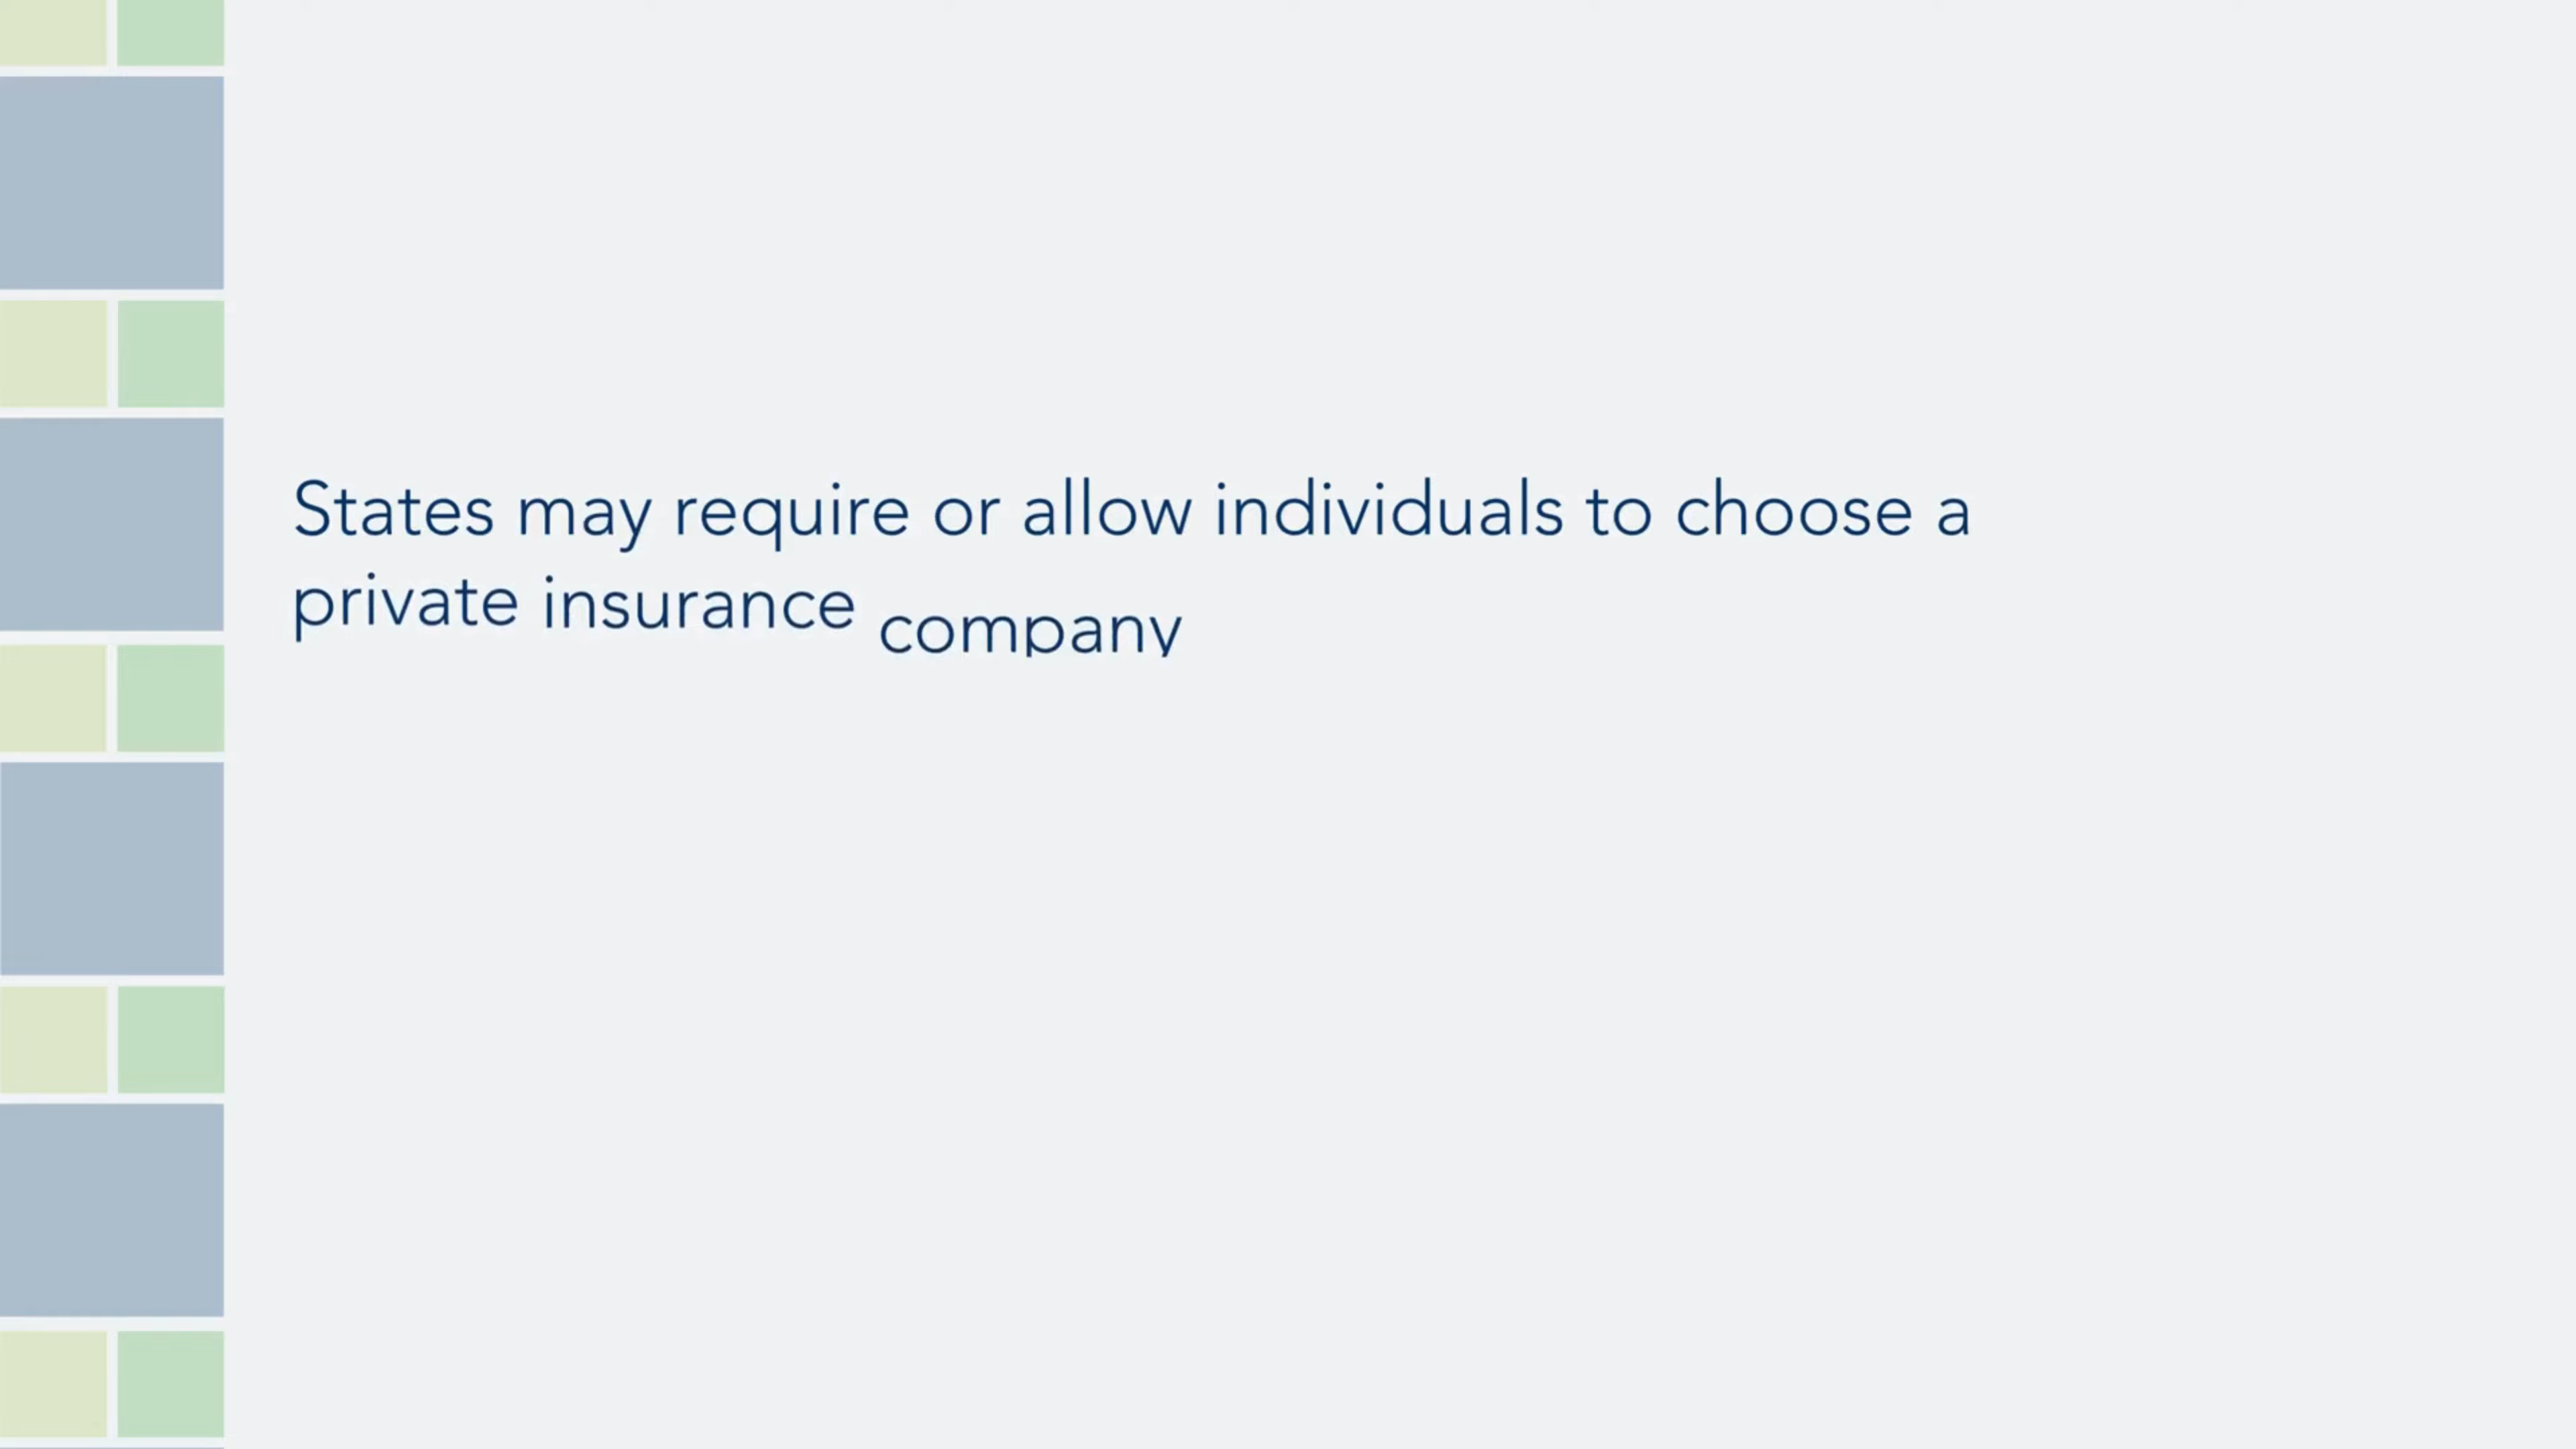 States may require or allow individuals to choose a
private insurance company